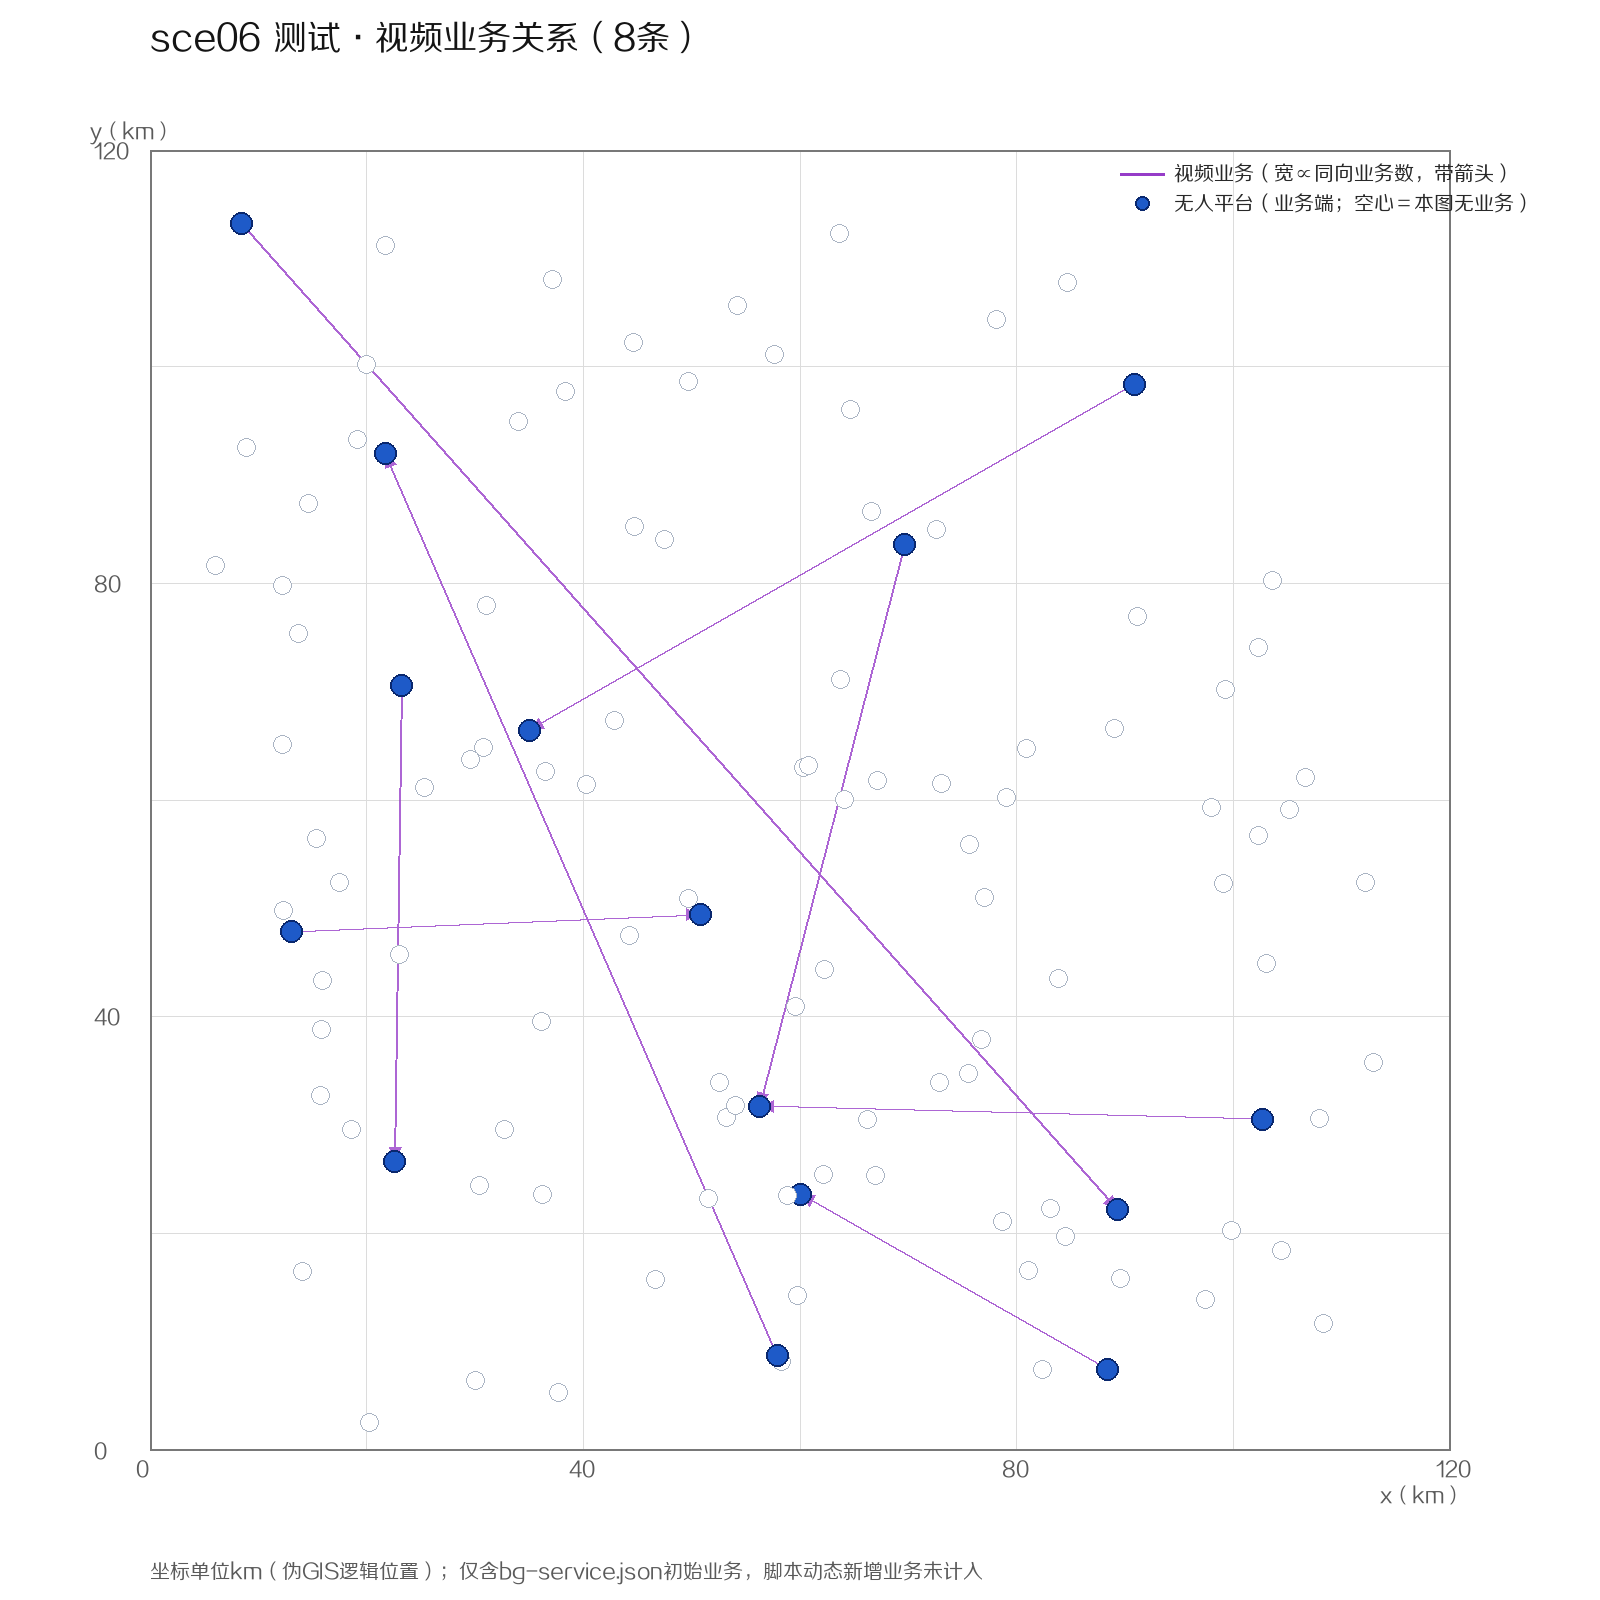 sce06 测试·视频业务关系（8条）
y（km）
120
视频业务（宽∝同向业务数，带箭头）
无人平台（业务端；空心＝本图无业务）
80
40
0
0
40
80
120
x（km）
坐标单位km（伪GIS逻辑位置）；仅含bg-service.json初始业务，脚本动态新增业务未计入